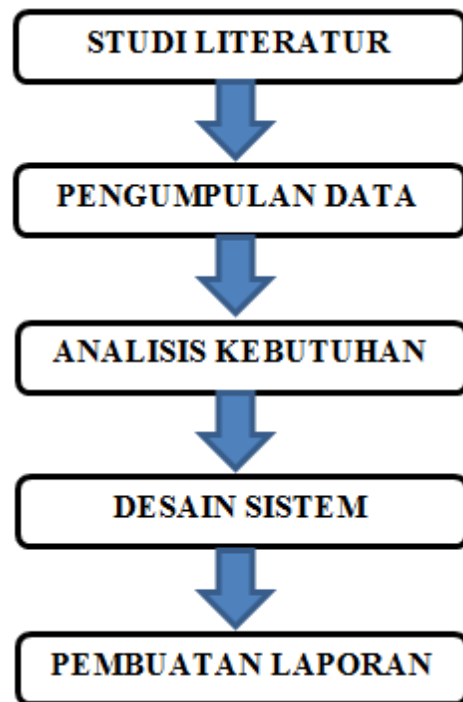 STUDI LITERATUR
PENGUMPULAN DATA
ANALISIS KEBUTUHAN
DESAIN SISTEM
PEMBUATAN LAPORAN